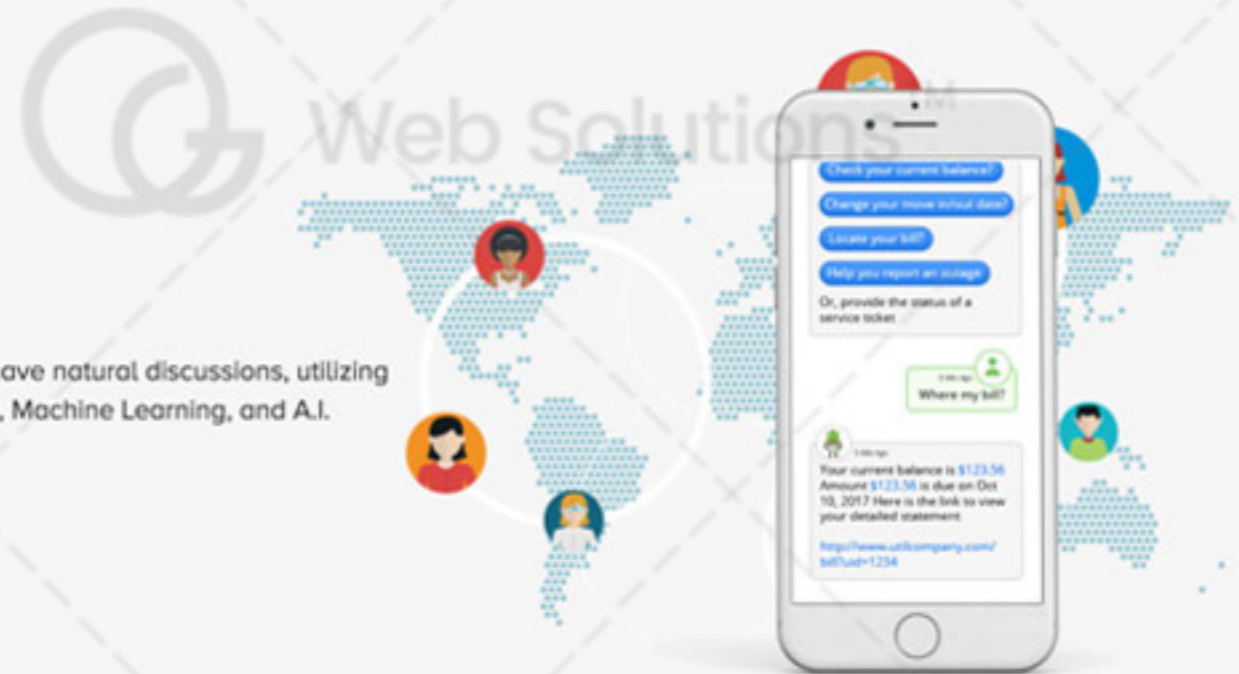 Web Solutions™
ave natural discussions, utilizing
, Machine Learning, and A.I.
Check your current balance?
Change your move in/out date?
Locate your bill?
Help you report an outage
Or, provide the status of a
service ticket
Where my bill?
Your current balance is $123.56
Amount $123.56 is due on Oct
10, 2017 Here is the link to view
your detailed statement
http://www.utilcompany.com/
bill?uid=1234